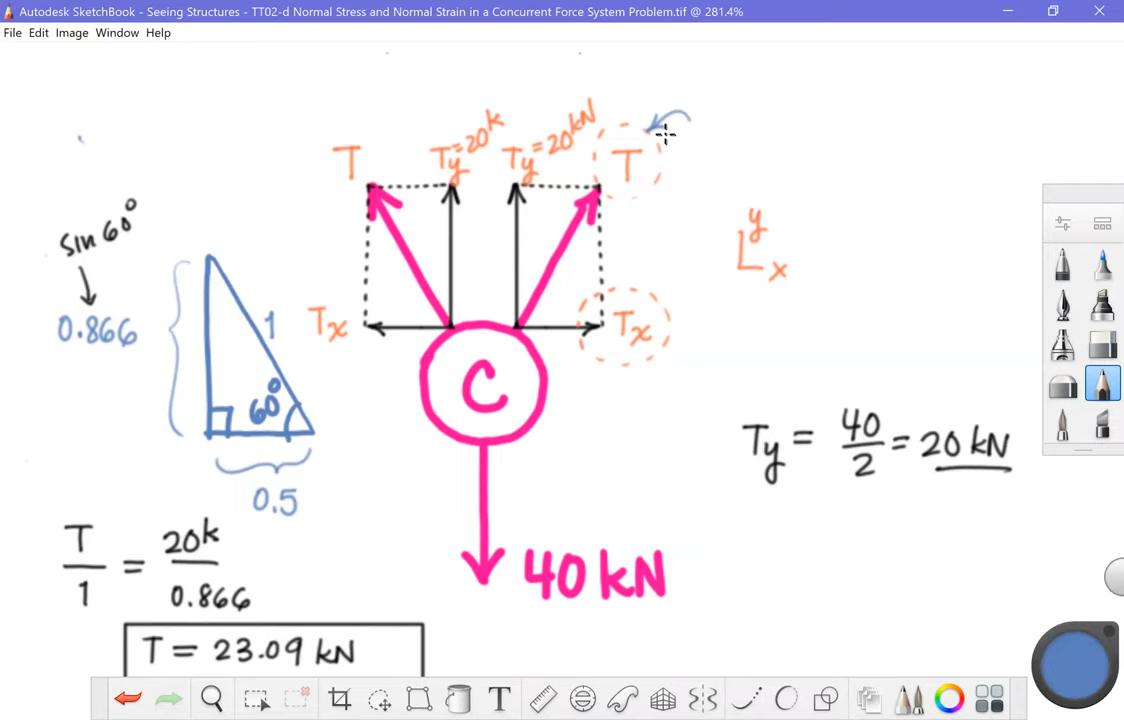 Autodesk SketchBook - Seeing Structures - TT02-d Normal Stress and Normal Strain in a Concurrent Force System Problem.tif @ 281.4%
File Edit Image Window Help
T
Ty=20k
Ty=20kN
T
sin 60°
0.866
1
60°
0.5
Tx
Tx
y
x
C
Ty = 40/2 = 20 kN
T/1 = 20k/0.866
40 kN
T = 23.09 kN
T